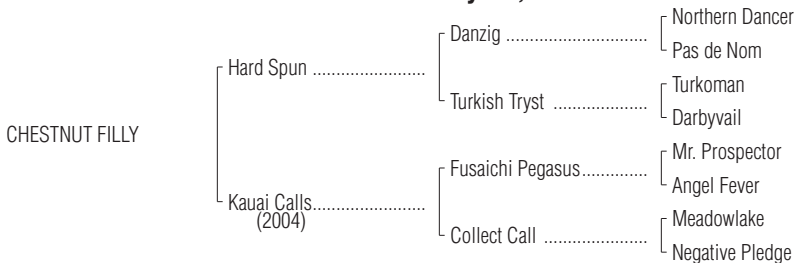 Northern Dancer
Danzig ..............................
Pas de Nom
Hard Spun ........................
Turkoman
Turkish Tryst ....................
Darbyvail
CHESTNUT FILLY
Mr. Prospector
Fusaichi Pegasus..............
Angel Fever
Kauai Calls........................
(2004)
Meadowlake
Collect Call ......................
Negative Pledge